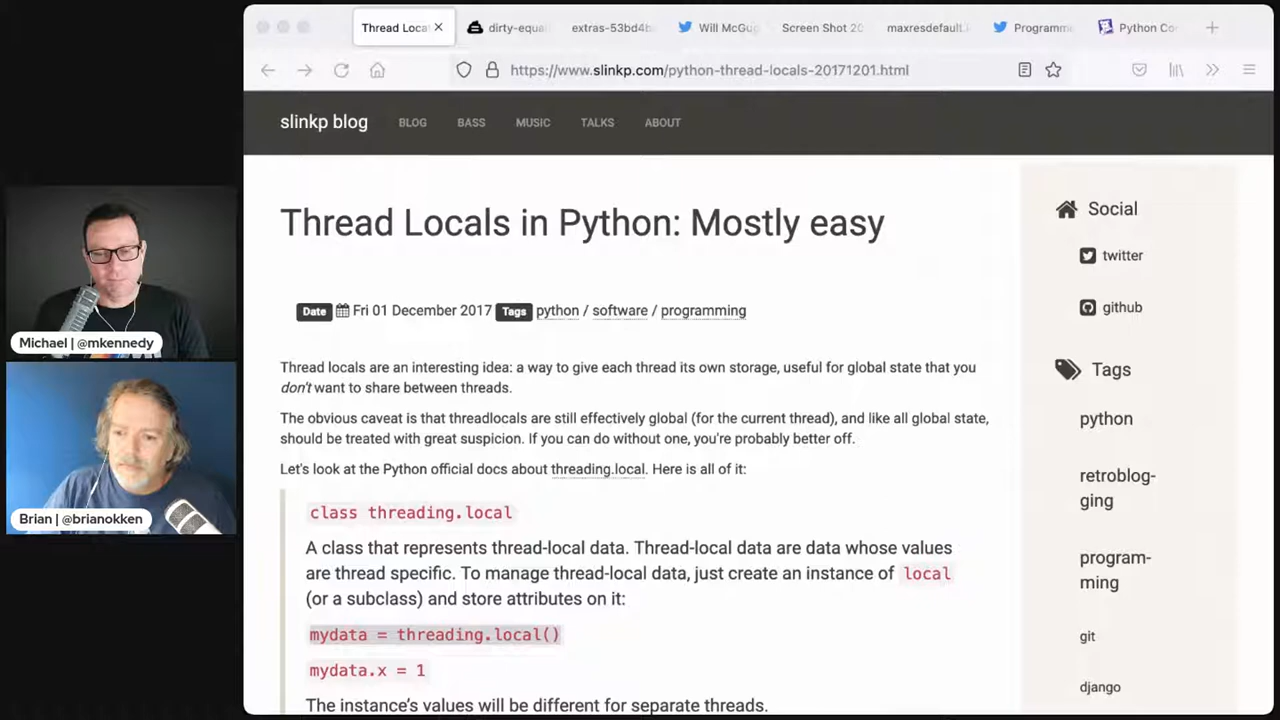 Thread Loca
dirty-equa
extras-53bd4b
Will McGug
Screen Shot 20
maxresdefault.j
Programme
Python Co
https://www.slinkp.com/python-thread-locals-20171201.html
slinkp blog BLOG BASS MUSIC TALKS ABOUT
Thread Locals in Python: Mostly easy
Date Fri 01 December 2017 Tags python / software / programming
Thread locals are an interesting idea: a way to give each thread its own storage, useful for global state that you
don't want to share between threads.
The obvious caveat is that threadlocals are still effectively global (for the current thread), and like all global state,
should be treated with great suspicion. If you can do without one, you're probably better off.
Let's look at the Python official docs about threading.local. Here is all of it:
class threading.local
A class that represents thread-local data. Thread-local data are data whose values
are thread specific. To manage thread-local data, just create an instance of local
(or a subclass) and store attributes on it:
mydata = threading.local()
mydata.x = 1
The instance's values will be different for separate threads.
Social
twitter
github
Tags
python
retroblog-
ging
program-
ming
git
django
Michael | @mkennedy
Brian | @brianokken